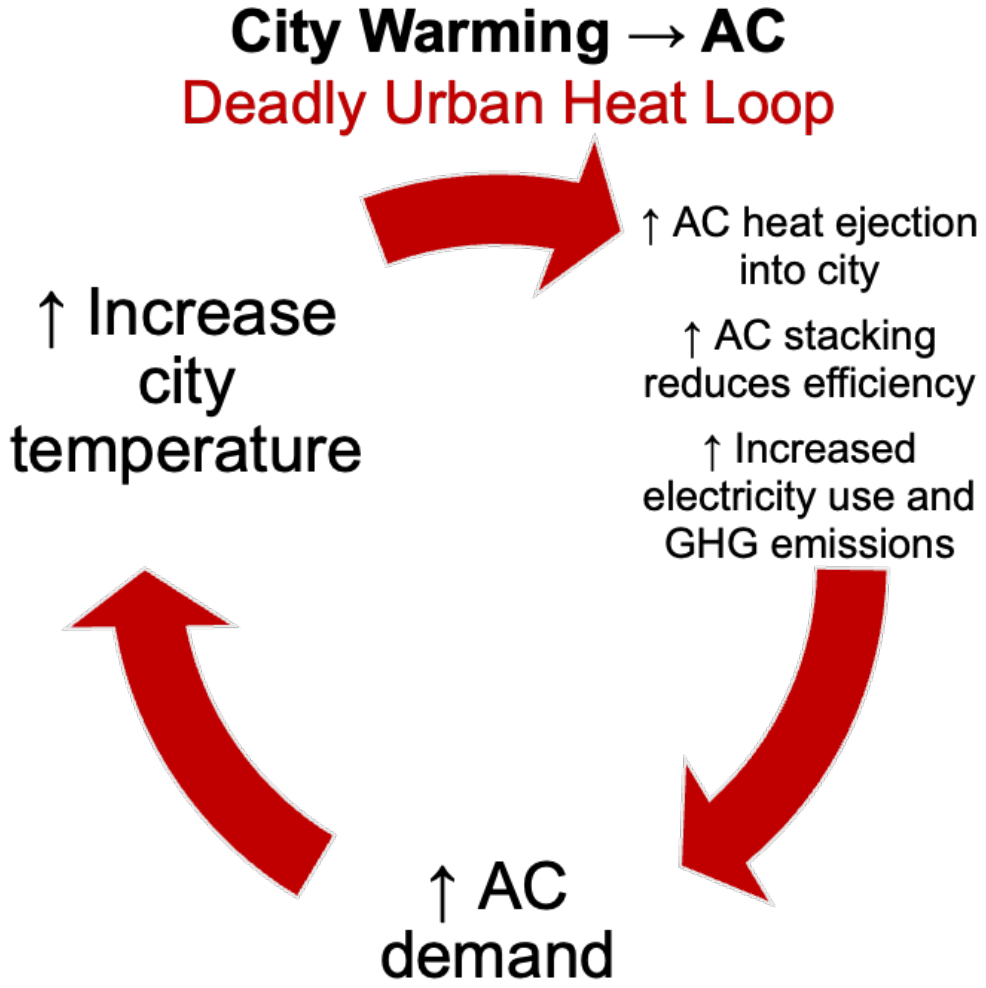 City Warming → AC
Deadly Urban Heat Loop
↑ AC heat ejection
into city
↑ AC stacking
reduces efficiency
↑ Increased
electricity use and
GHG emissions
↑ AC
demand
↑ Increase
city
temperature